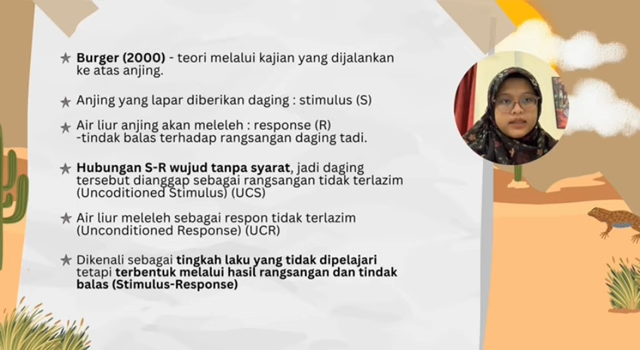 Burger (2000) - teori melalui kajian yang dijalankan
ke atas anjing.
Anjing yang lapar diberikan daging : stimulus (S)
Air liur anjing akan meleleh : response (R)
-tindak balas terhadap rangsangan daging tadi.
Hubungan S-R wujud tanpa syarat, jadi daging
tersebut dianggap sebagai rangsangan tidak terlazim
(Uncoditioned Stimulus) (UCS)
Air liur meleleh sebagai respon tidak terlazim
(Unconditioned Response) (UCR)
Dikenali sebagai tingkah laku yang tidak dipelajari
tetapi terbentuk melalui hasil rangsangan dan tindak
balas (Stimulus-Response)